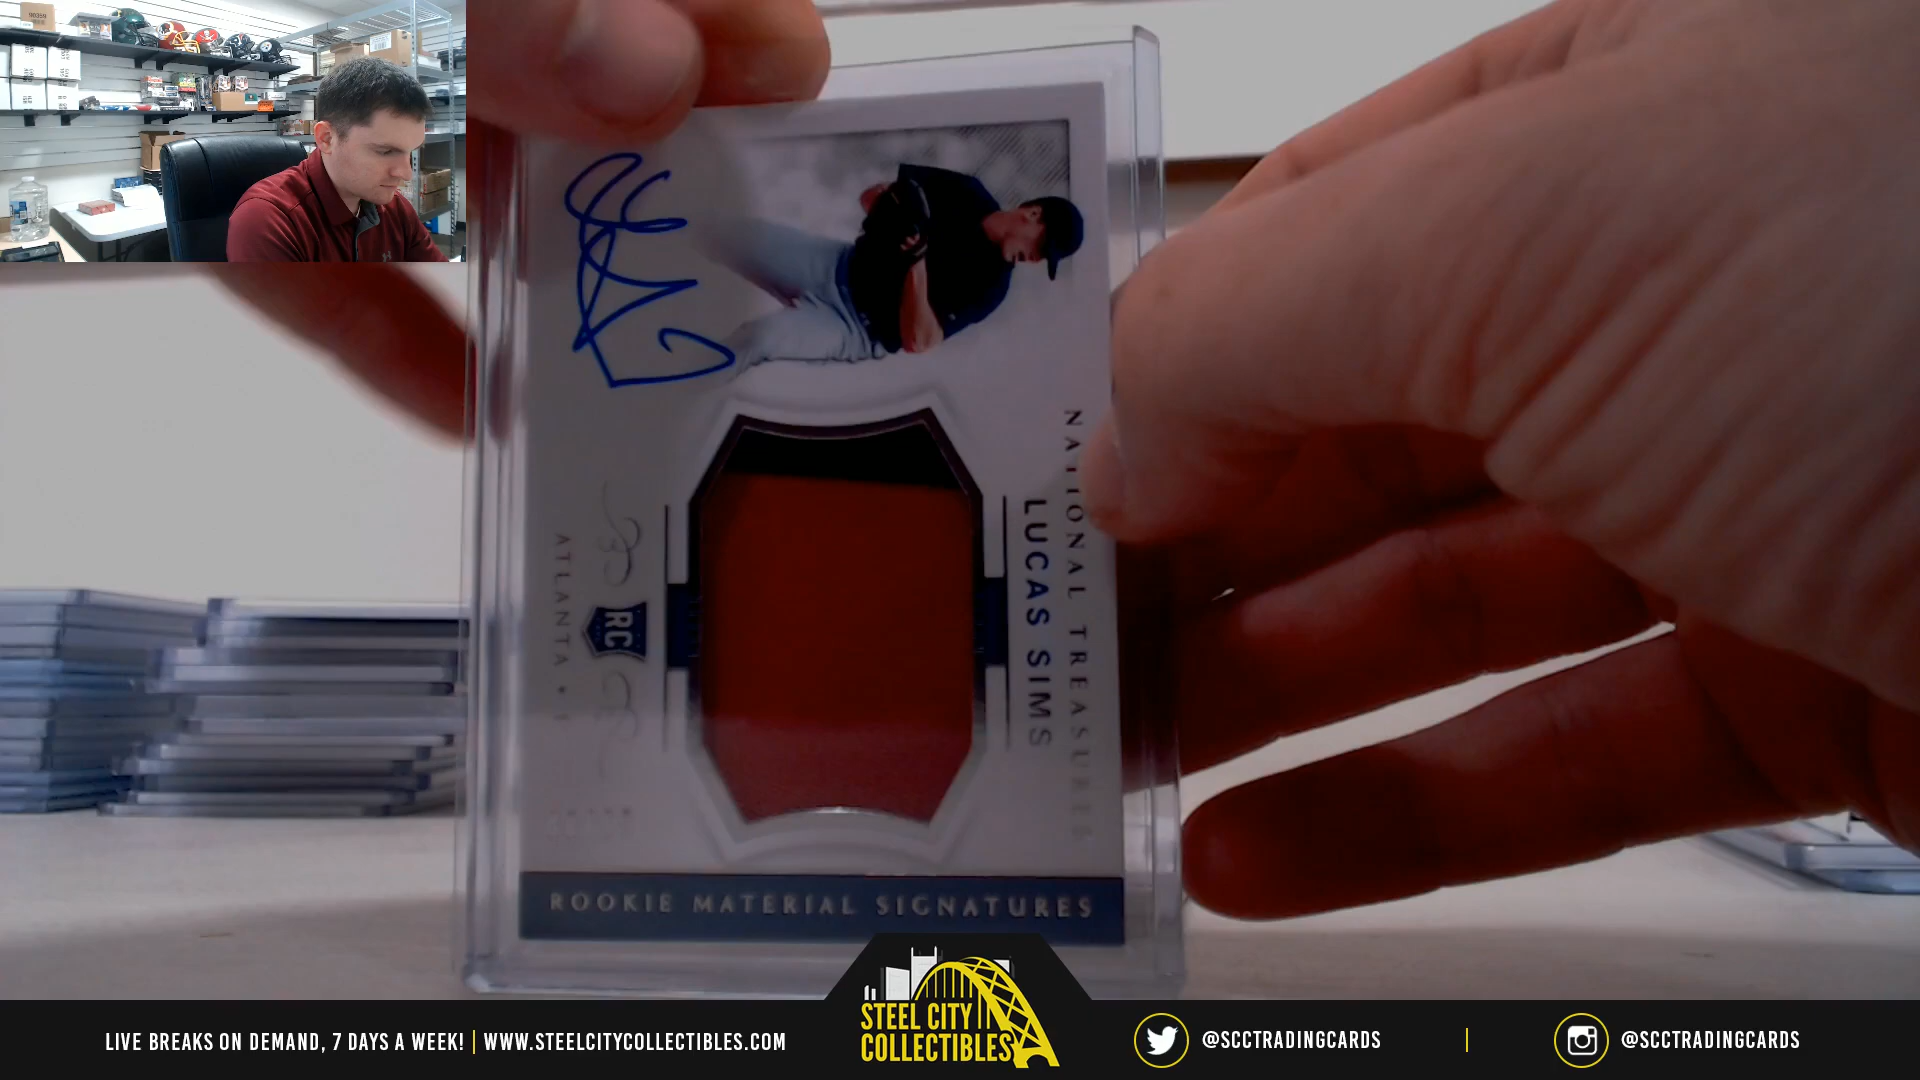 NATIONAL TREASURES
LUCAS SIMS
RC
ATLANTA •
ROOKIE MATERIAL SIGNATURES
LIVE BREAKS ON DEMAND, 7 DAYS A WEEK! | WWW.STEELCITYCOLLECTIBLES.COM
STEEL CITY
COLLECTIBLES
@SCCTRADINGCARDS
@SCCTRADINGCARDS